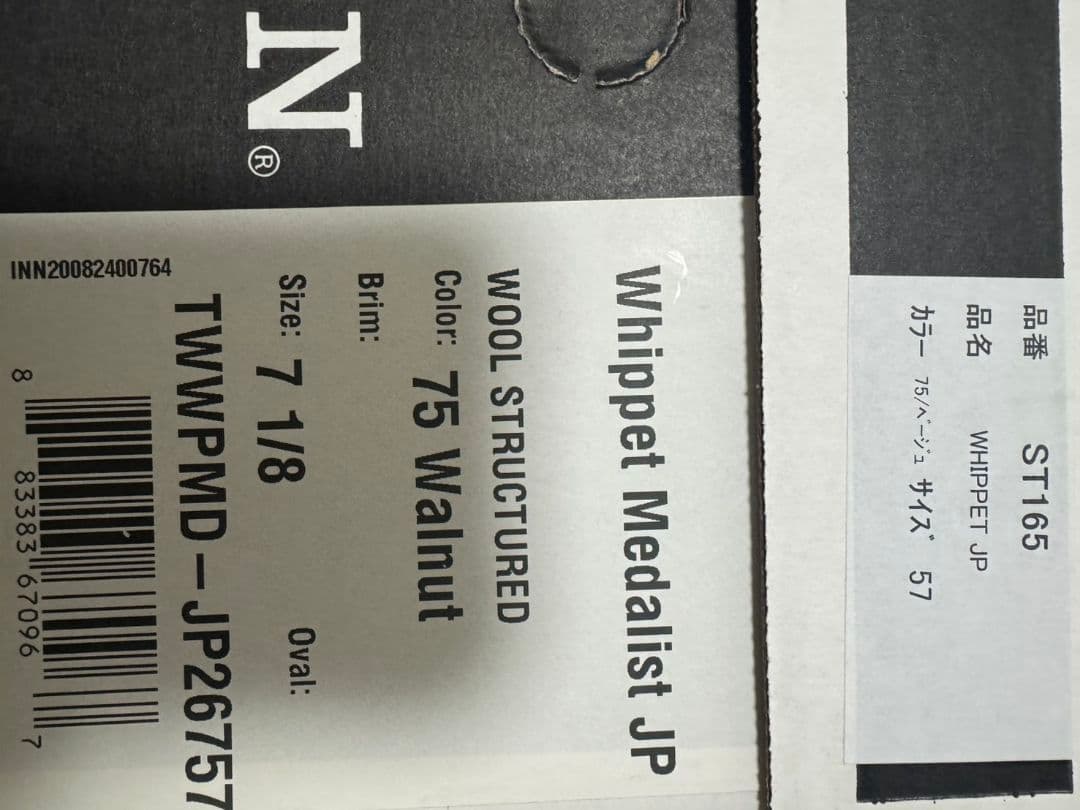 N®
Whippet Medalist JP
WOOL STRUCTURED
Color: 75 Walnut
Brim:
Size: 7 1/8 Oval:
TWWPMD-JP26757
INN20082400764
8 83383 67096 7
品番 ST165
品名 WHIPPET JP
ｶﾗｰ 75/ﾍﾞｰｼﾞｭ ｻｲｽﾞ 57